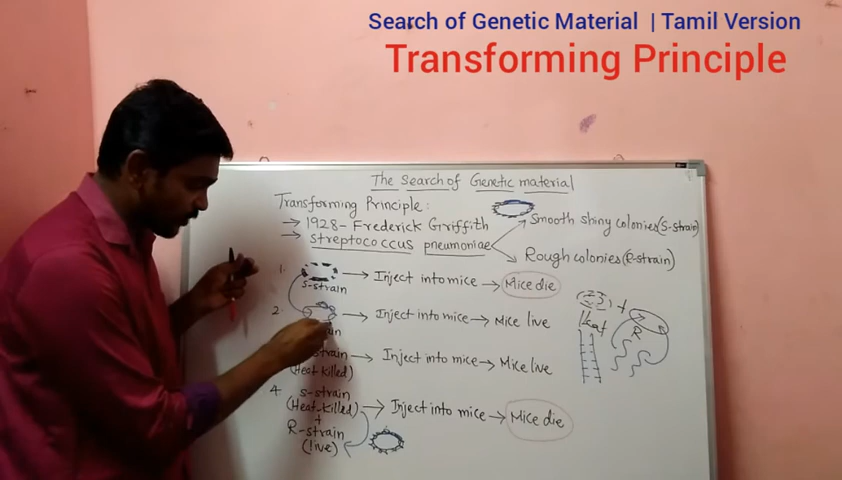 Search of Genetic Material | Tamil Version
Transforming Principle
The Search of Genetic material
Transforming Principle:
→ 1928- Frederick Griffith
→ Streptococcus pneumoniae
Smooth shiny colonies (S-strain)
Rough colonies (R-strain)
1. S-strain → Inject into mice → Mice die
2. → Inject into mice → Mice live
(Heat killed) → Inject into mice → Mice live
4. S-strain
(Heat-killed) → Inject into mice → Mice die
+
R-strain
(live)
+
Heat
R